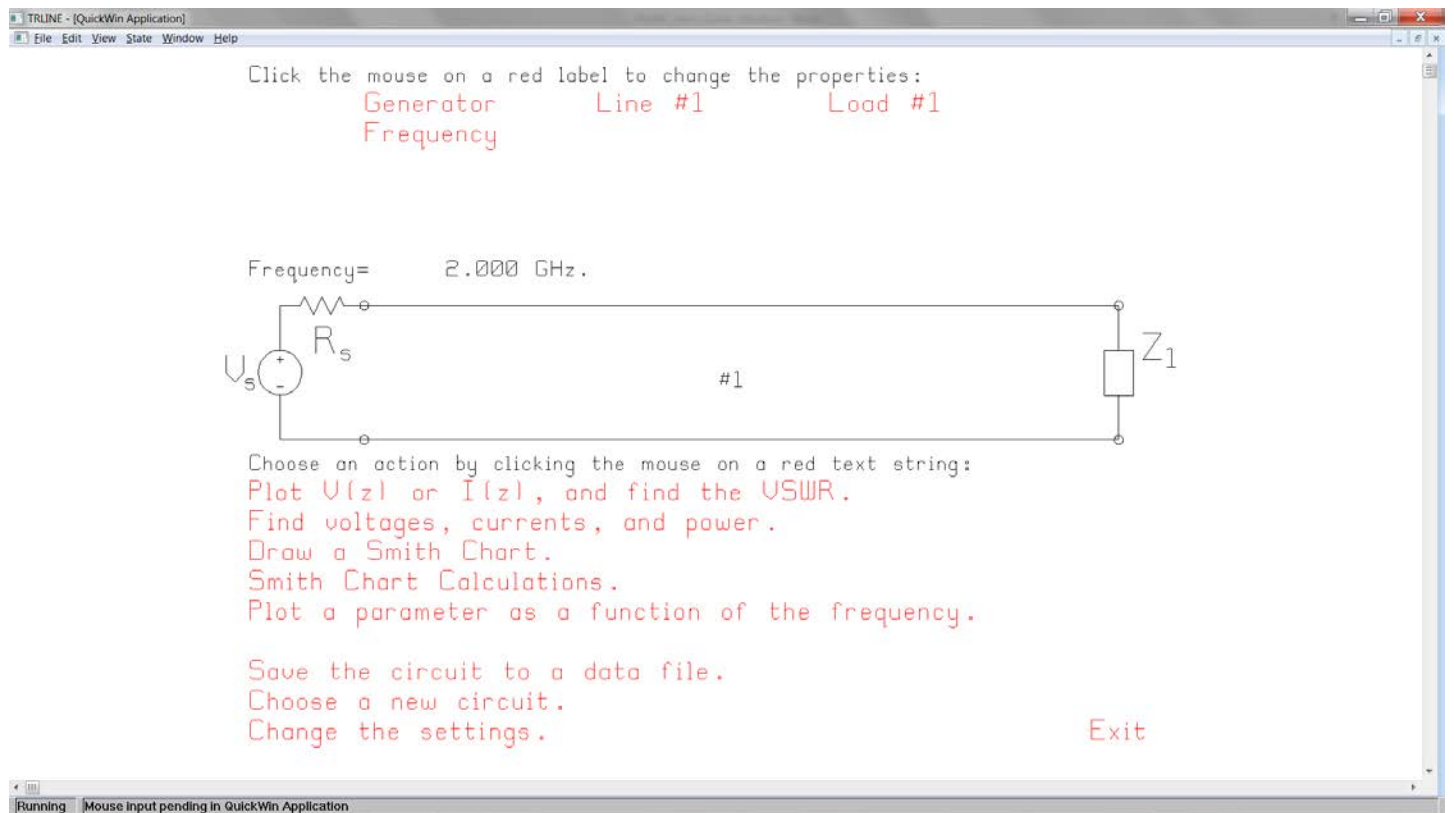 TRLINE - [QuickWin Application]
File Edit View State Window Help
Click the mouse on a red label to change the properties:
Generator Line #1 Load #1
Frequency
Frequency= 2.000 GHz.
Rs
Vs
+
-
#1
Z1
Choose an action by clicking the mouse on a red text string:
Plot V(z) or I(z), and find the VSWR.
Find voltages, currents, and power.
Draw a Smith Chart.
Smith Chart Calculations.
Plot a parameter as a function of the frequency.
Save the circuit to a data file.
Choose a new circuit.
Change the settings. Exit
Running Mouse input pending in QuickWin Application